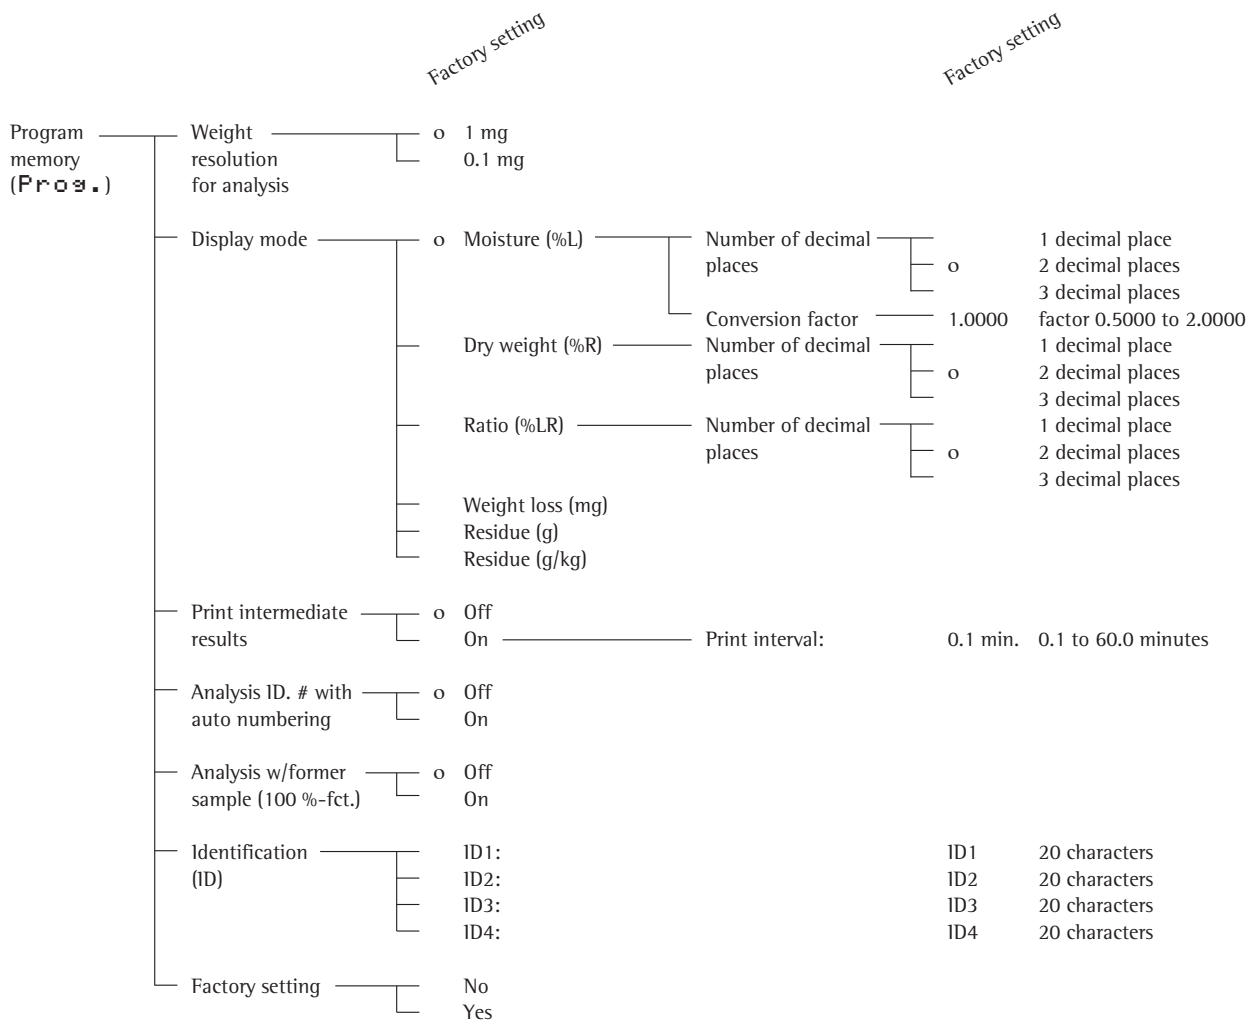 Factory setting Factory setting
Program Weight o 1 mg
memory resolution 0.1 mg
(Prog.) for analysis
Display mode o Moisture (%L) Number of decimal 1 decimal place
places o 2 decimal places
3 decimal places
Conversion factor 1.0000 factor 0.5000 to 2.0000
Dry weight (%R) Number of decimal 1 decimal place
places o 2 decimal places
3 decimal places
Ratio (%LR) Number of decimal 1 decimal place
places o 2 decimal places
3 decimal places
Weight loss (mg)
Residue (g)
Residue (g/kg)
Print intermediate o Off
results On Print interval: 0.1 min. 0.1 to 60.0 minutes
Analysis ID. # with o Off
auto numbering On
Analysis w/former o Off
sample (100 %-fct.) On
Identification ID1: ID1 20 characters
(ID) ID2: ID2 20 characters
ID3: ID3 20 characters
ID4: ID4 20 characters
Factory setting No
Yes